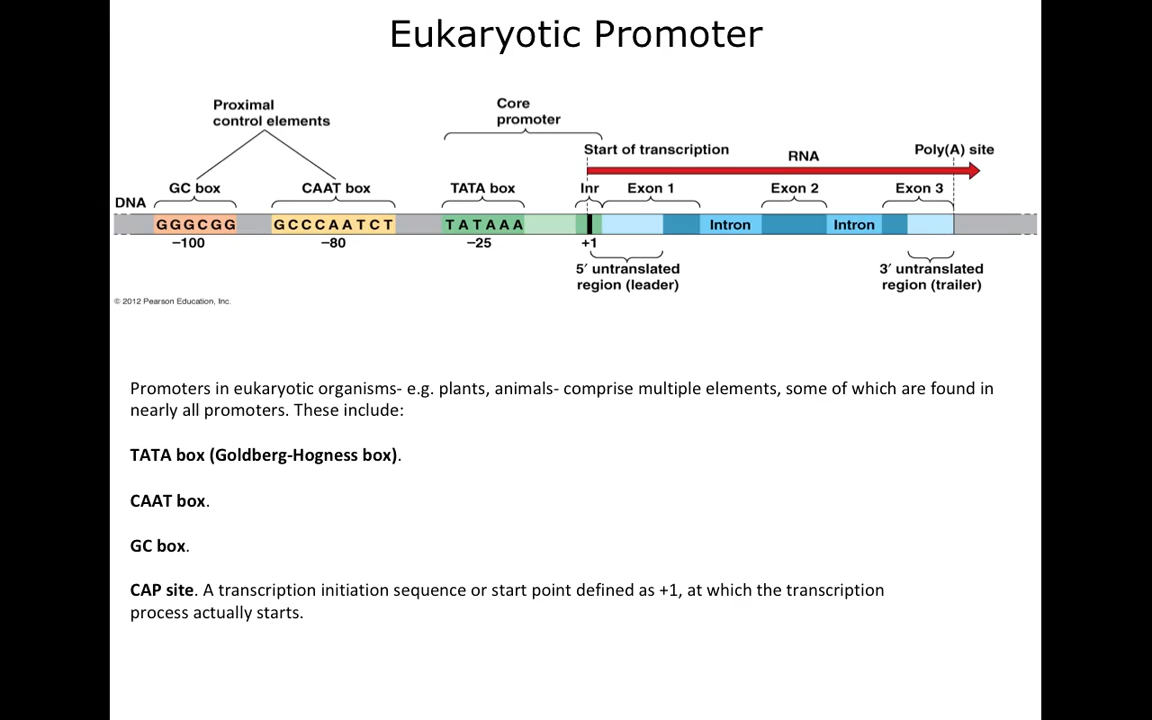 Eukaryotic Promoter
Proximal
control elements
Core
promoter
Start of transcription
RNA
Poly(A) site
GC box
CAAT box
TATA box
Inr
Exon 1
Exon 2
Exon 3
DNA
GGGCGG
GCCCAATCT
TATAAA
Intron
Intron
−100
−80
−25
+1
5′ untranslated
region (leader)
3′ untranslated
region (trailer)
© 2012 Pearson Education, Inc.
Promoters in eukaryotic organisms- e.g. plants, animals- comprise multiple elements, some of which are found in
nearly all promoters. These include:
TATA box (Goldberg-Hogness box).
CAAT box.
GC box.
CAP site. A transcription initiation sequence or start point defined as +1, at which the transcription
process actually starts.